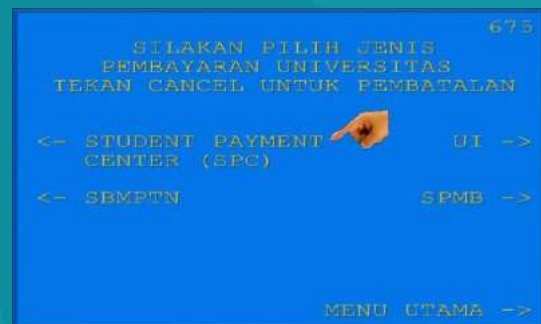 675
SILAKAN PILIH JENIS
PEMBAYARAN UNIVERSITAS
TEKAN CANCEL UNTUK PEMBATALAN
<- STUDENT PAYMENT UI ->
CENTER (SPC)
<- SBMPTN SPMB ->
MENU UTAMA ->